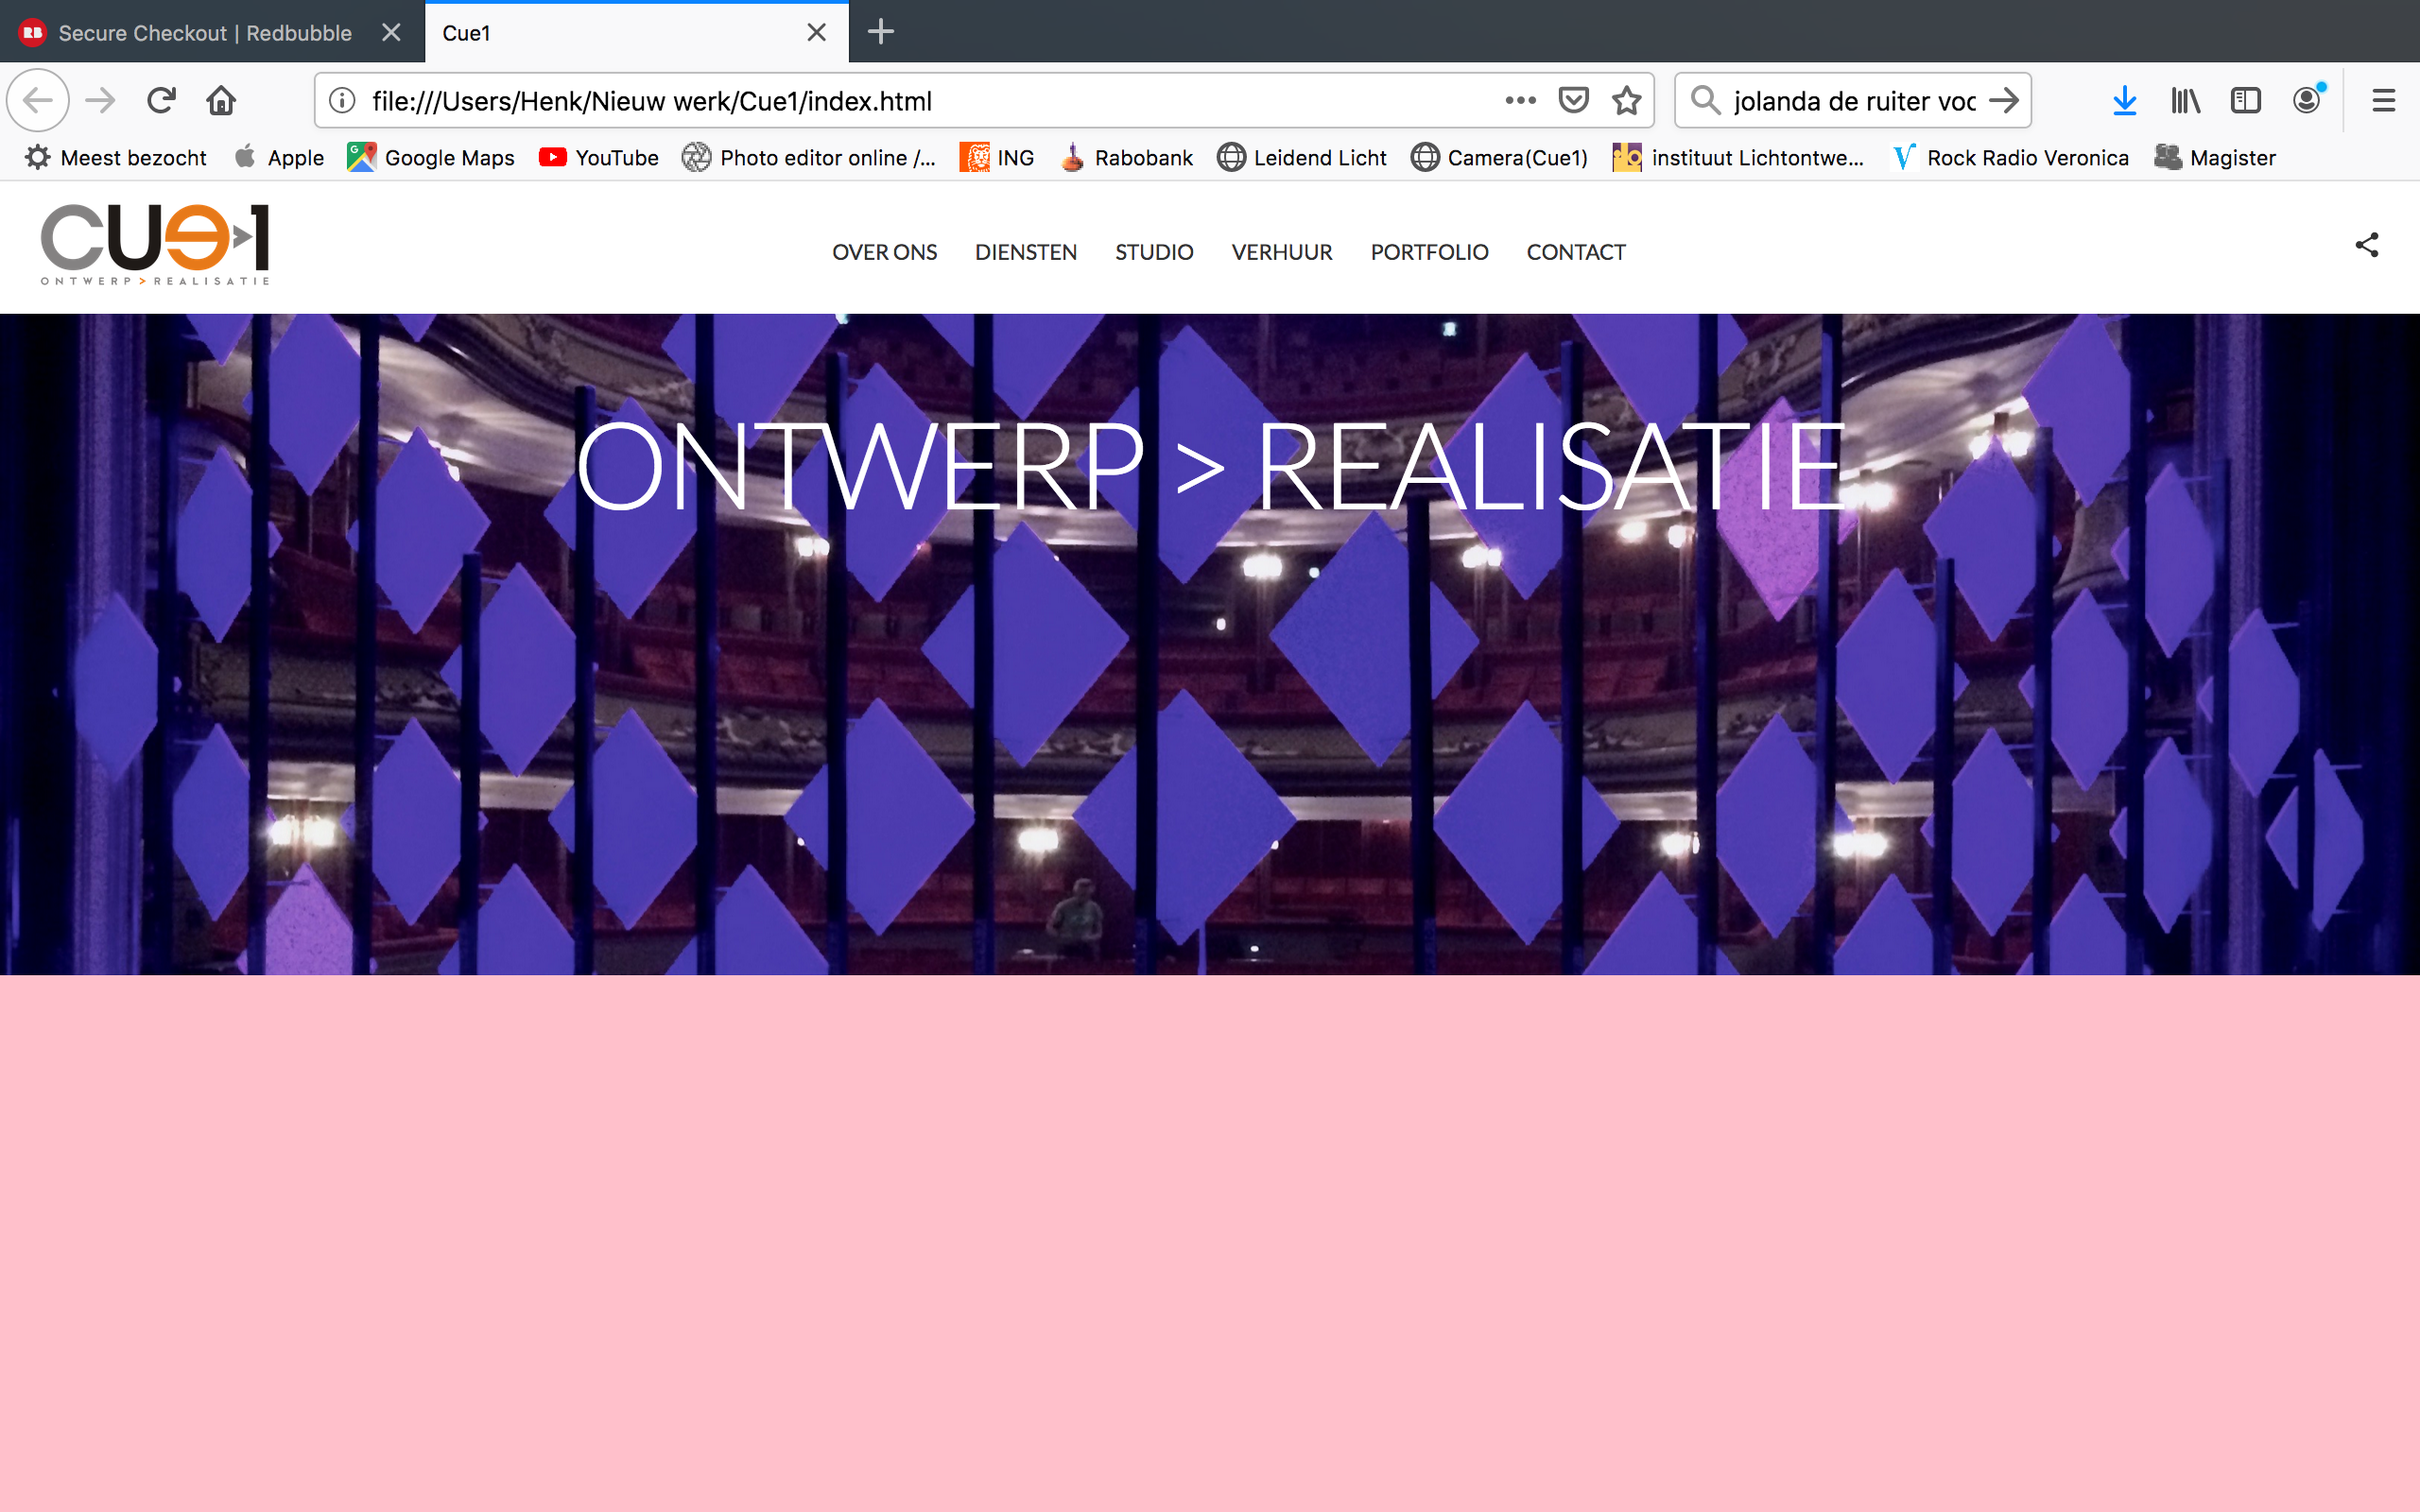 Secure Checkout | Redbubble
Cue1
file:///Users/Henk/Nieuw werk/Cue1/index.html
jolanda de ruiter voc
Meest bezocht
Apple
Google Maps
YouTube
Photo editor online /...
ING
Rabobank
Leidend Licht
Camera(Cue1)
instituut Lichtontwe...
Rock Radio Veronica
Magister
CUE>1
ONTWERP > REALISATIE
OVER ONS
DIENSTEN
STUDIO
VERHUUR
PORTFOLIO
CONTACT
ONTWERP > REALISATIE